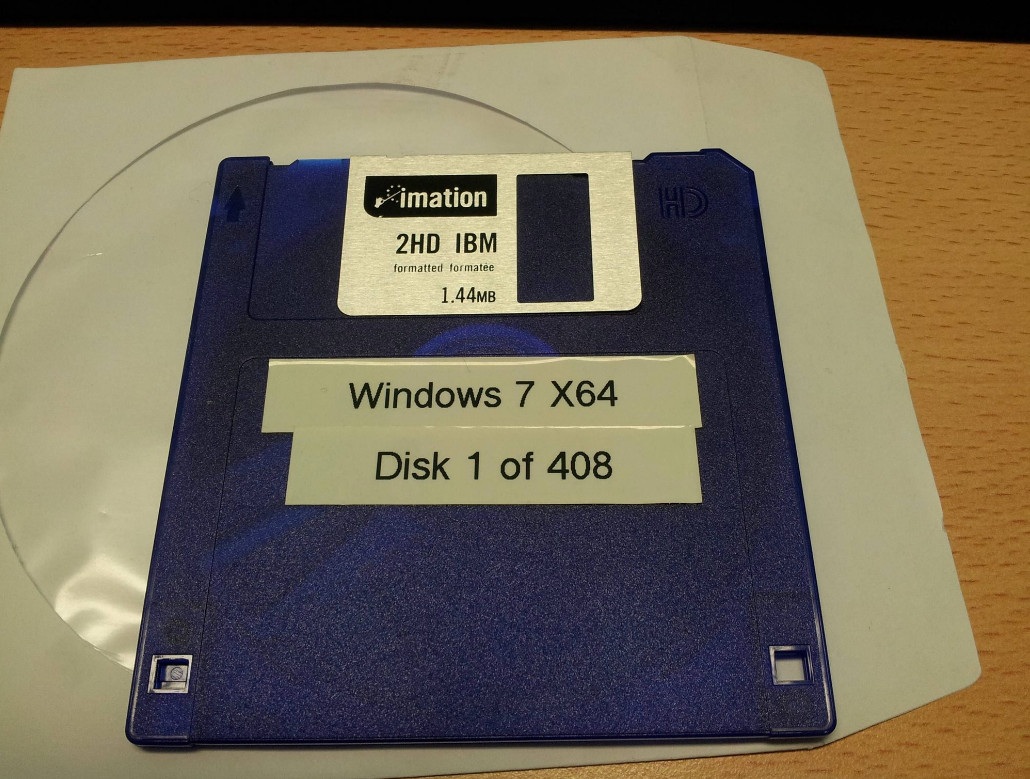 imation
HD
2HD IBM
formatted formatée
1.44MB
Windows 7 X64
Disk 1 of 408